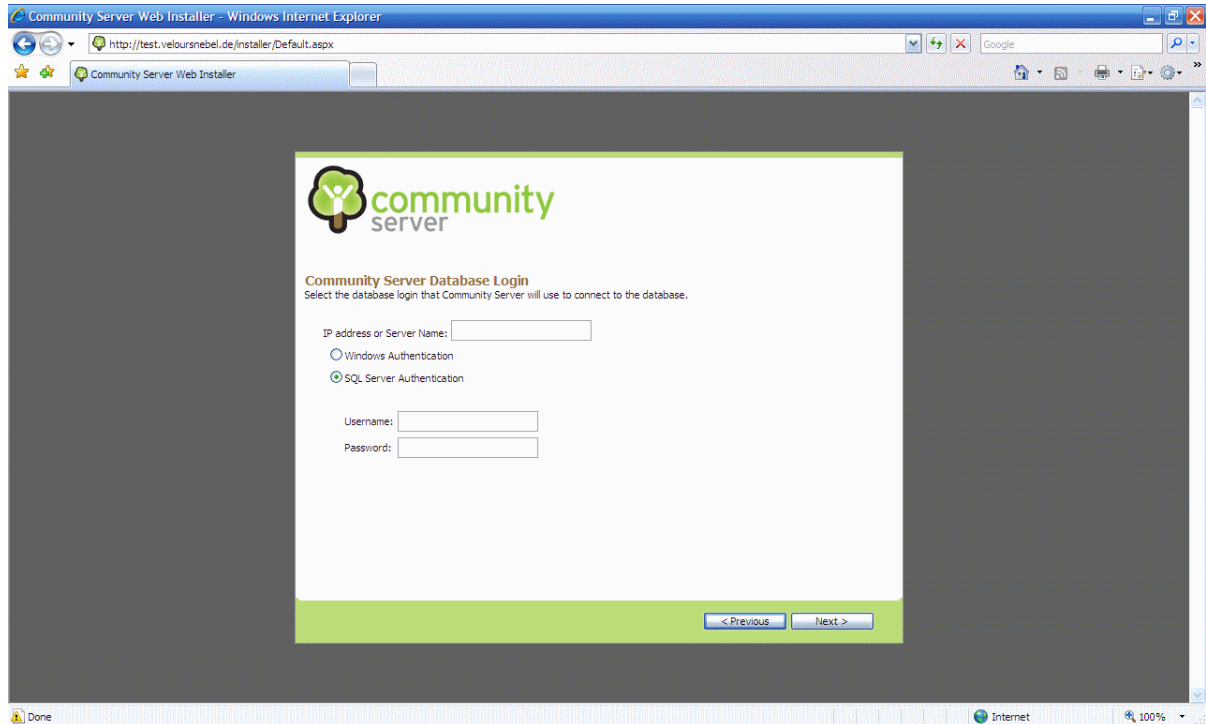 Community Server Web Installer - Windows Internet Explorer
http://test.veloursnebel.de/installer/Default.aspx
Google
Community Server Web Installer
community
server
Community Server Database Login
Select the database login that Community Server will use to connect to the database.
IP address or Server Name:
Windows Authentication
SQL Server Authentication
Username:
Password:
< Previous
Next >
Done
Internet
100%